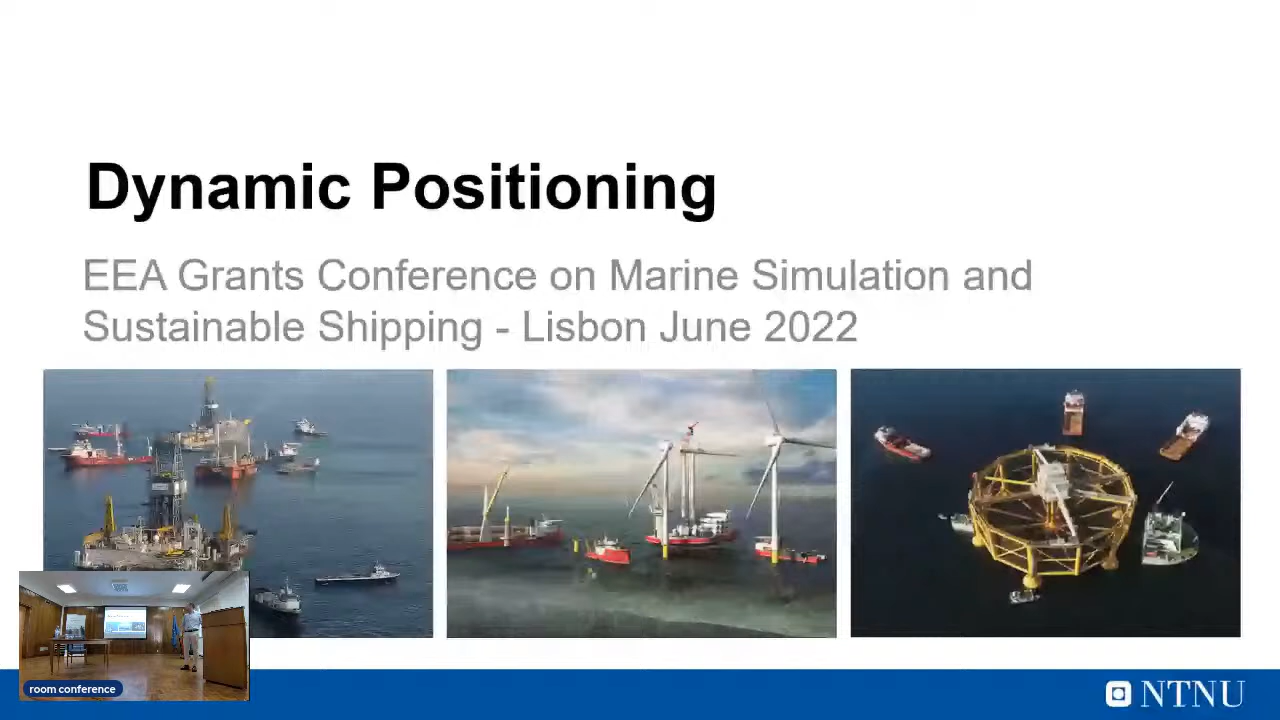 Dynamic Positioning
EEA Grants Conference on Marine Simulation and
Sustainable Shipping - Lisbon June 2022
room conference
NTNU